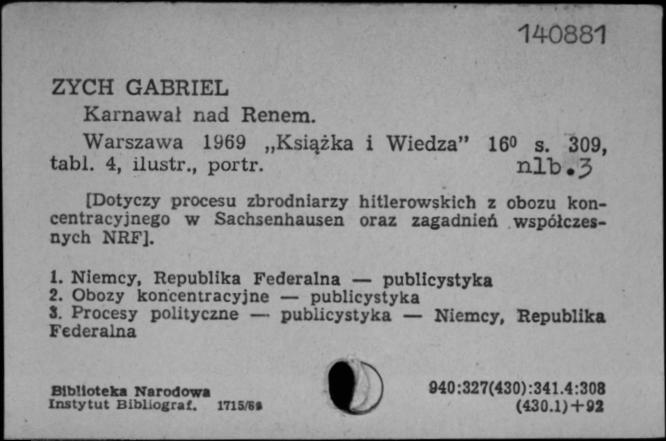 140881
ZYCH GABRIEL
Karnawał nad Renem.
Warszawa 1969 „Książka i Wiedza” 16⁰ s. 309,
tabl. 4, ilustr., portr. nlb. 3
[Dotyczy procesu zbrodniarzy hitlerowskich z obozu kon-
centracyjnego w Sachsenhausen oraz zagadnień współczes-
nych NRF].
1. Niemcy, Republika Federalna — publicystyka
2. Obozy koncentracyjne — publicystyka
3. Procesy polityczne — publicystyka — Niemcy, Republika
Federalna
Biblioteka Narodowa 940:327(430):341.4:308
Instytut Bibliograf. 1715/69 (430.1)+92